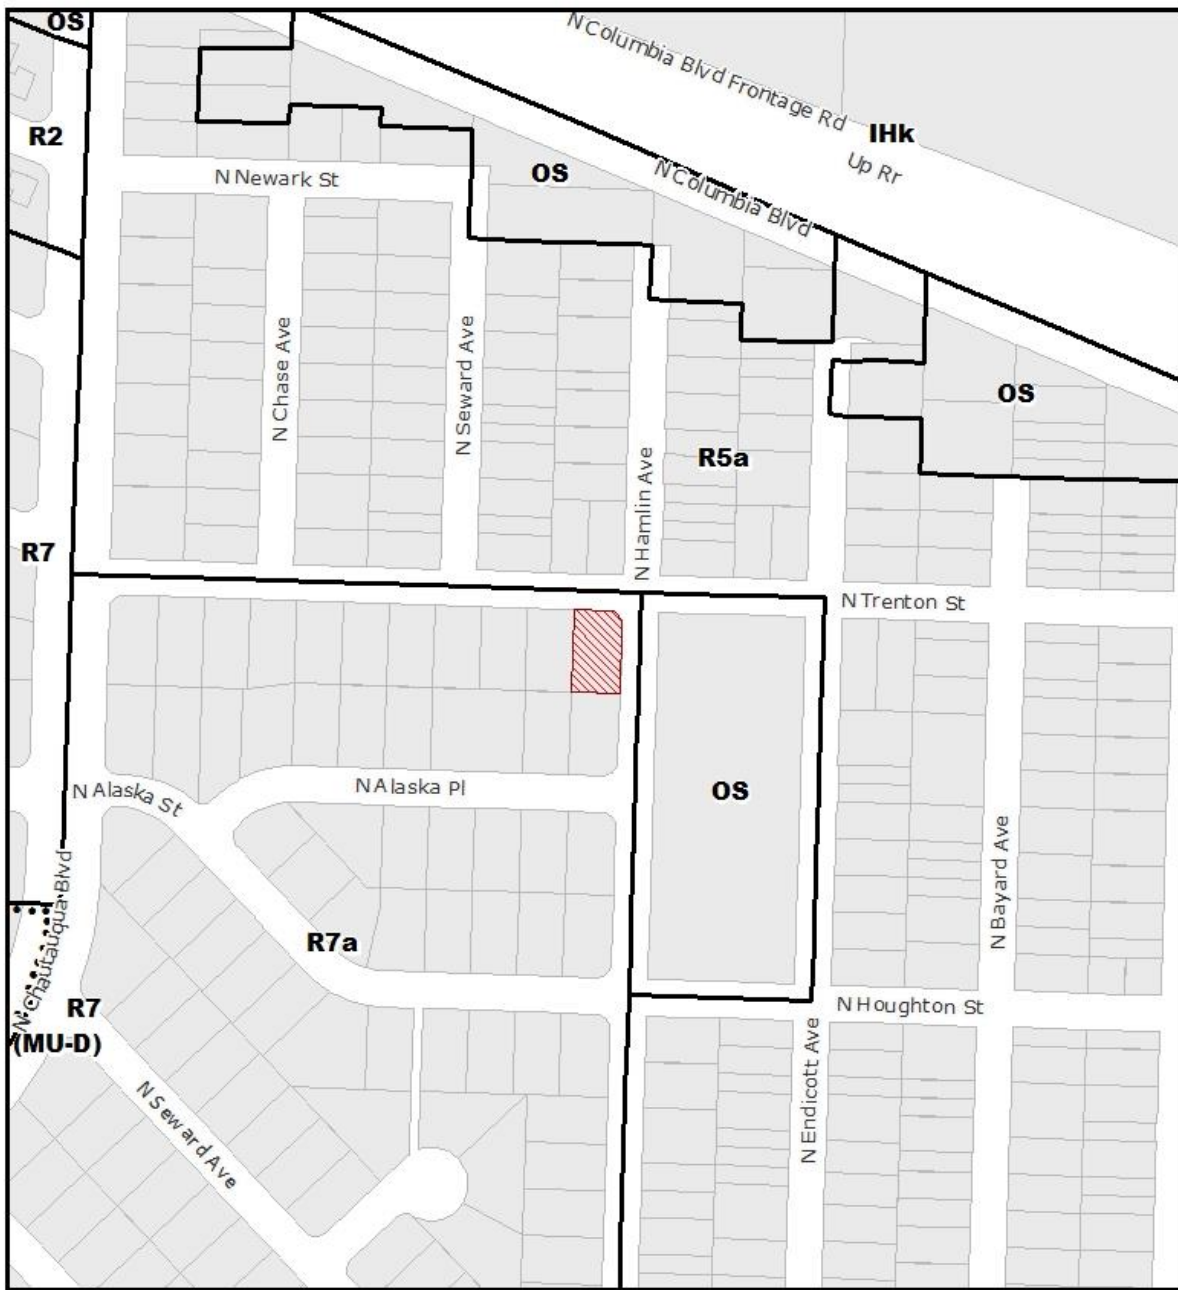 OS
N Columbia Blvd Frontage Rd
R2
IHk
Up Rr
N Newark St
OS
N Columbia Blvd
N Chase Ave
N Seward Ave
OS
R5a
N Hamlin Ave
R7
N Trenton St
N Alaska St
N Alaska Pl
OS
N Bayard Ave
N Chautauqua Blvd
R7a
R7
(MU-D)
N Houghton St
N Endicott Ave
N Seward Ave